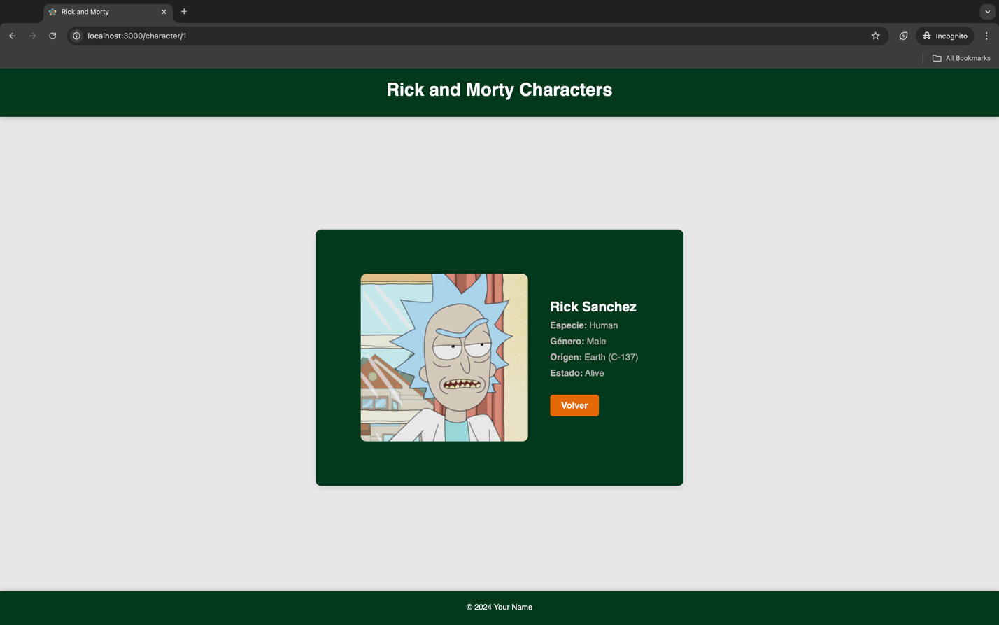 Rick and Morty
localhost:3000/character/1
Incognito
All Bookmarks
Rick and Morty Characters
Rick Sanchez
Especie: Human
Género: Male
Origen: Earth (C-137)
Estado: Alive
Volver
© 2024 Your Name